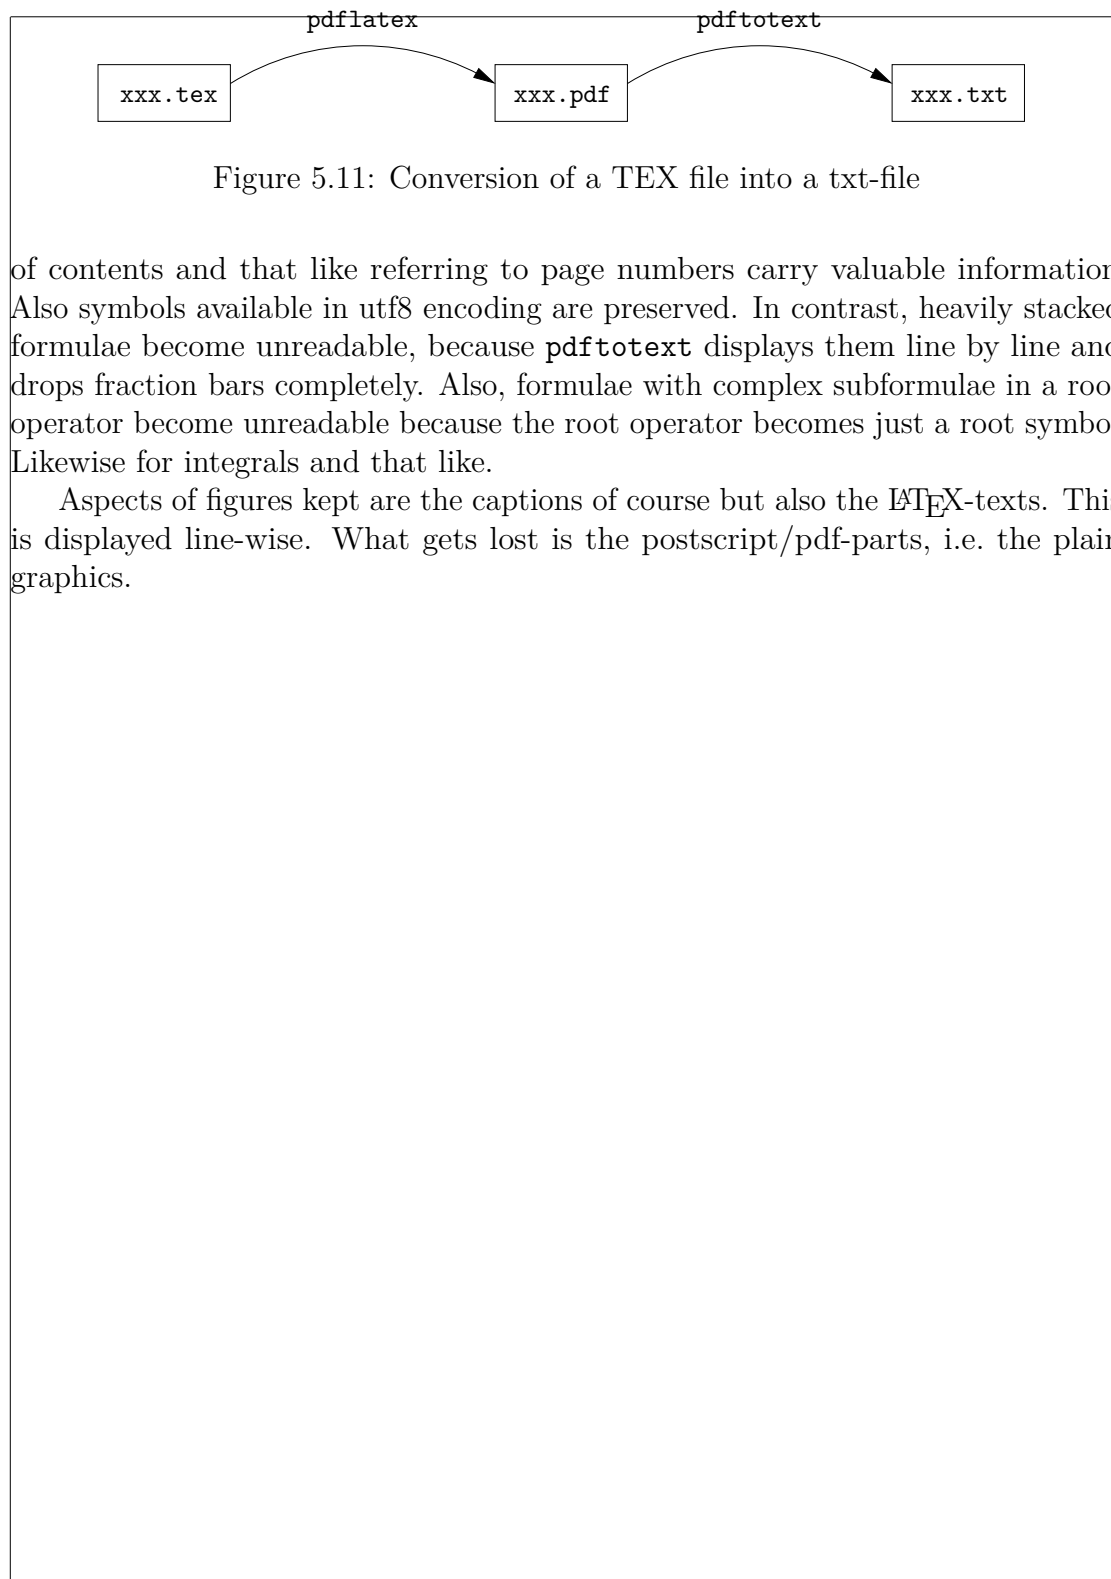 pdflatex pdftotext
xxx.tex xxx.pdf xxx.txt
Figure 5.11: Conversion of a TEX file into a txt-file
of contents and that like referring to page numbers carry valuable information
Also symbols available in utf8 encoding are preserved. In contrast, heavily stacked
formulae become unreadable, because pdftotext displays them line by line and
drops fraction bars completely. Also, formulae with complex subformulae in a roo
operator become unreadable because the root operator becomes just a root symbo
Likewise for integrals and that like.
Aspects of figures kept are the captions of course but also the LATEX-texts. This
is displayed line-wise. What gets lost is the postscript/pdf-parts, i.e. the plain
graphics.